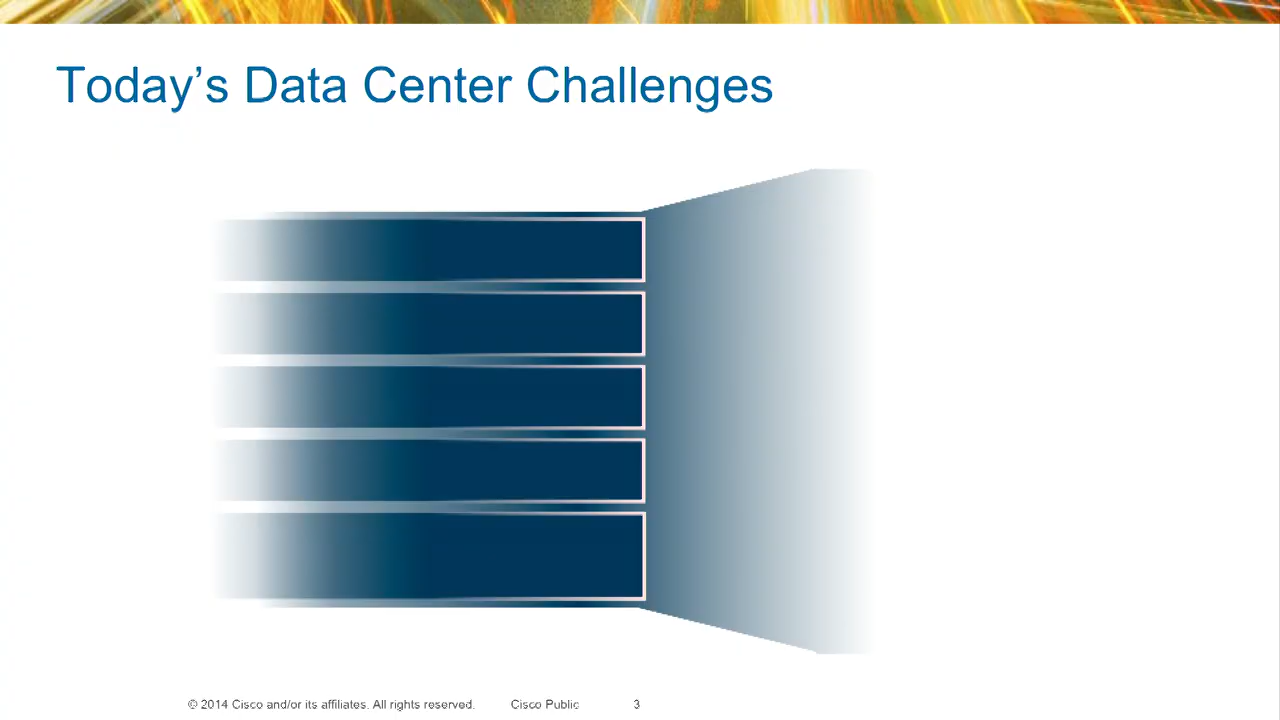 Today’s Data Center Challenges
© 2014 Cisco and/or its affiliates. All rights reserved. Cisco Public 3